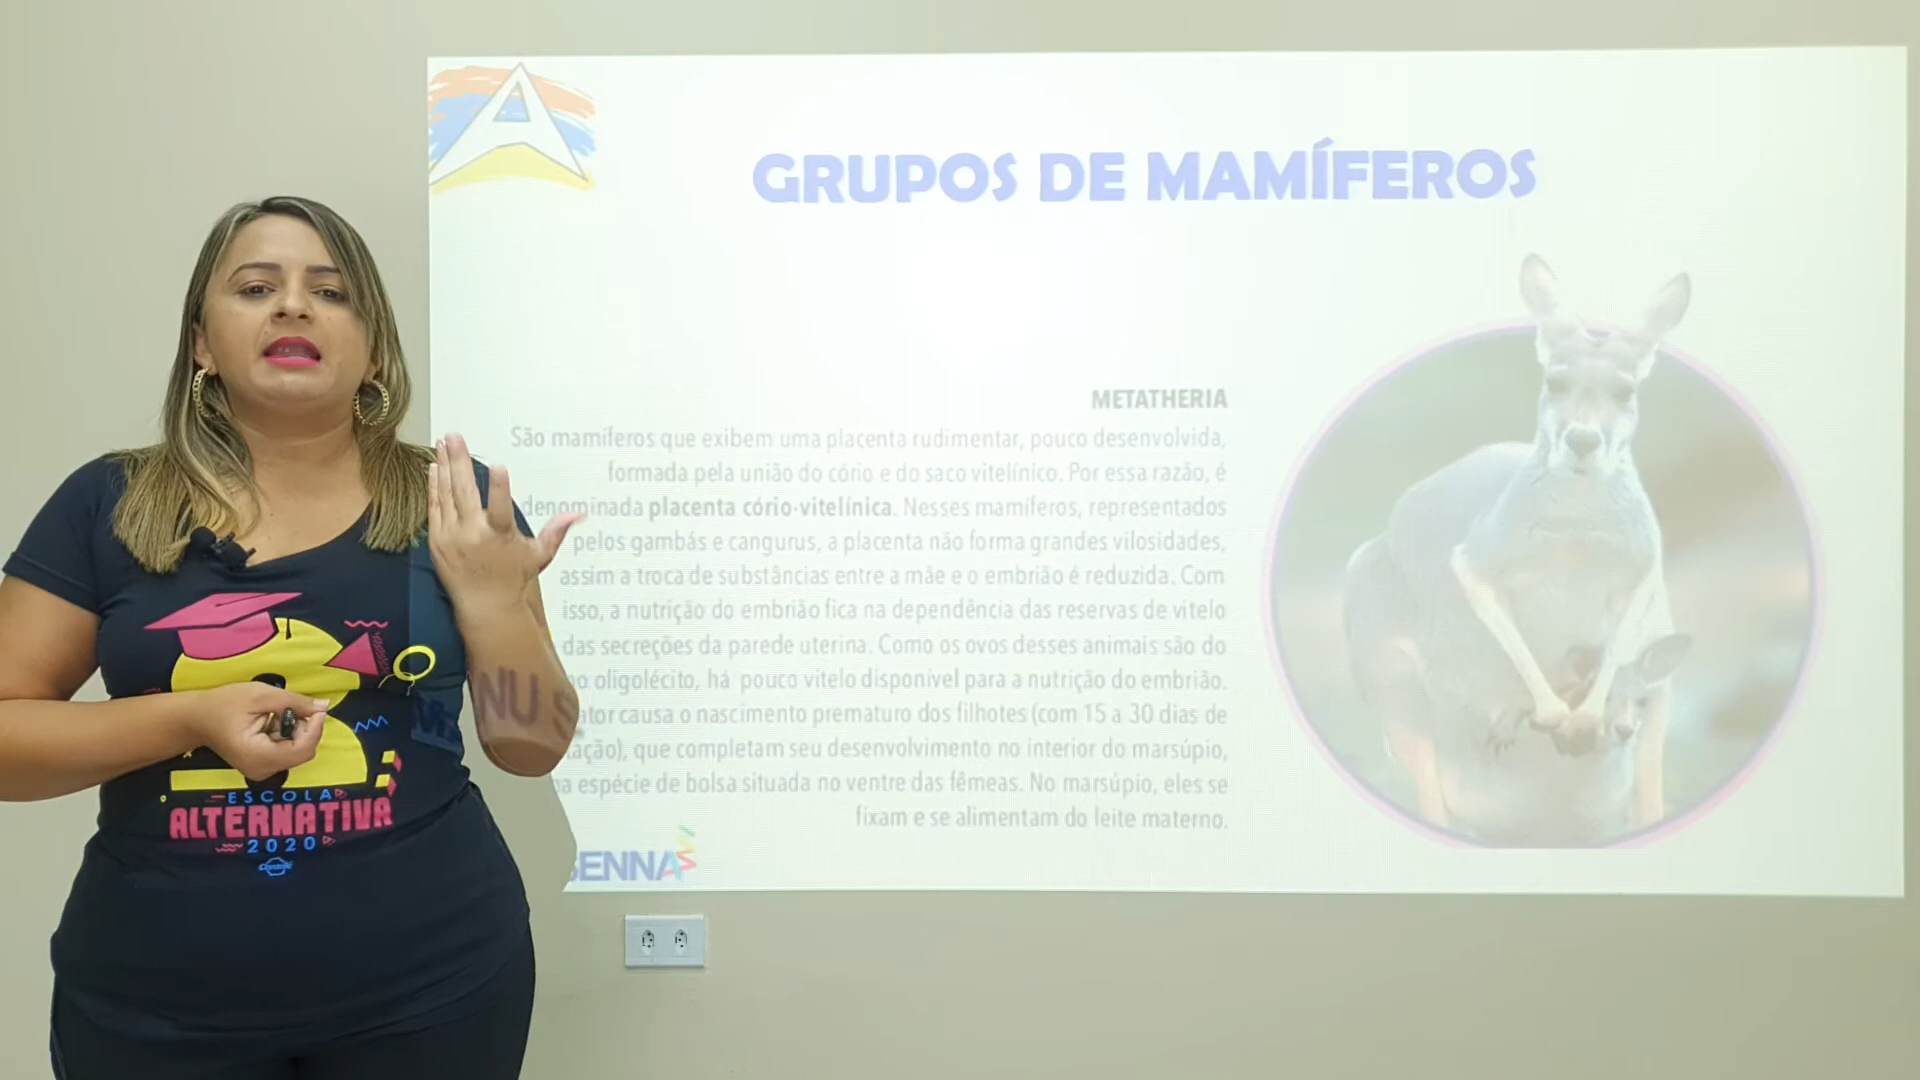 A
GRUPOS DE MAMÍFEROS
METATHERIA
São mamíferos que exibem uma placenta rudimentar, pouco desenvolvida,
formada pela união do cório e do saco vitelínico. Por essa razão, é
denominada placenta cório-vitelínica. Nesses mamíferos, representados
pelos gambás e cangurus, a placenta não forma grandes vilosidades,
assim a troca de substâncias entre a mãe e o embrião é reduzida. Com
isso, a nutrição do embrião fica na dependência das reservas de vitelo
das secreções da parede uterina. Como os ovos desses animais são do
oligolécito, há pouco vitelo disponível para a nutrição do embrião.
causa o nascimento prematuro dos filhotes (com 15 a 30 dias de
que completam seu desenvolvimento no interior do marsúpio,
espécie de bolsa situada no ventre das fêmeas. No marsúpio, eles se
fixam e se alimentam do leite materno.
SENNA
ESCOLA
ALTERNATIVA
2020